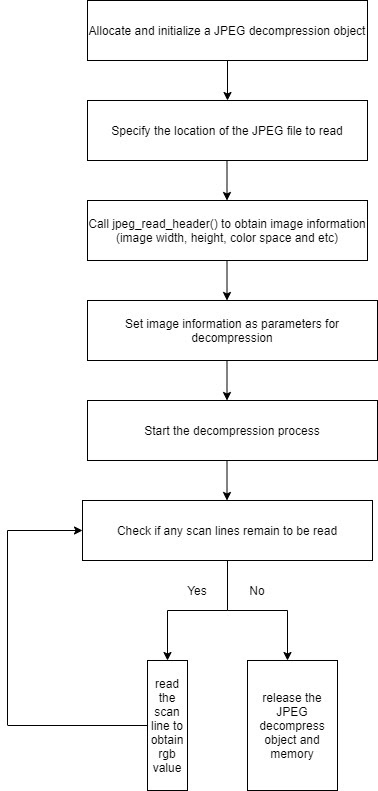 Allocate and initialize a JPEG decompression object
Specify the location of the JPEG file to read
Call jpeg_read_header() to obtain image information
(image width, height, color space and etc)
Set image information as parameters for
decompression
Start the decompression process
Check if any scan lines remain to be read
Yes
No
read
the
scan
line to
obtain
rgb
value
release the
JPEG
decompress
object and
memory